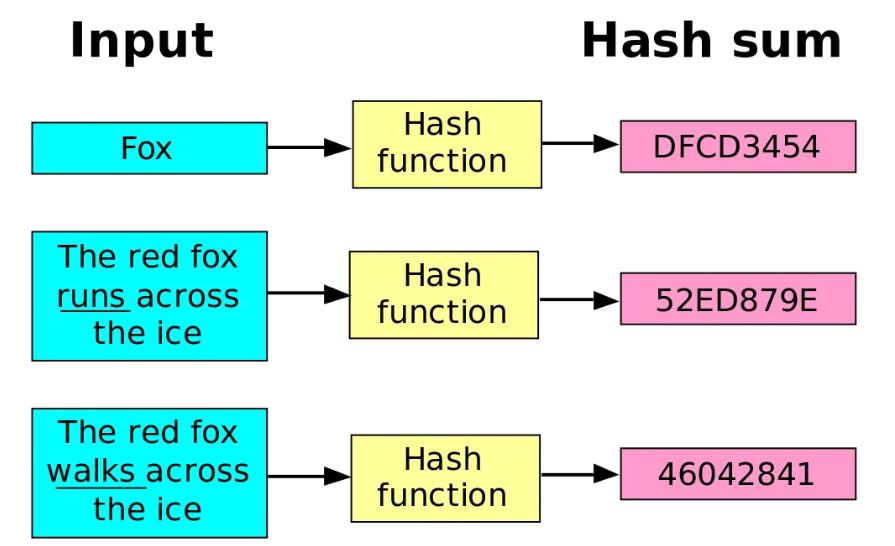 Input
Hash sum
Fox
Hash
function
DFCD3454
The red fox
runs across
the ice
Hash
function
52ED879E
The red fox
walks across
the ice
Hash
function
46042841